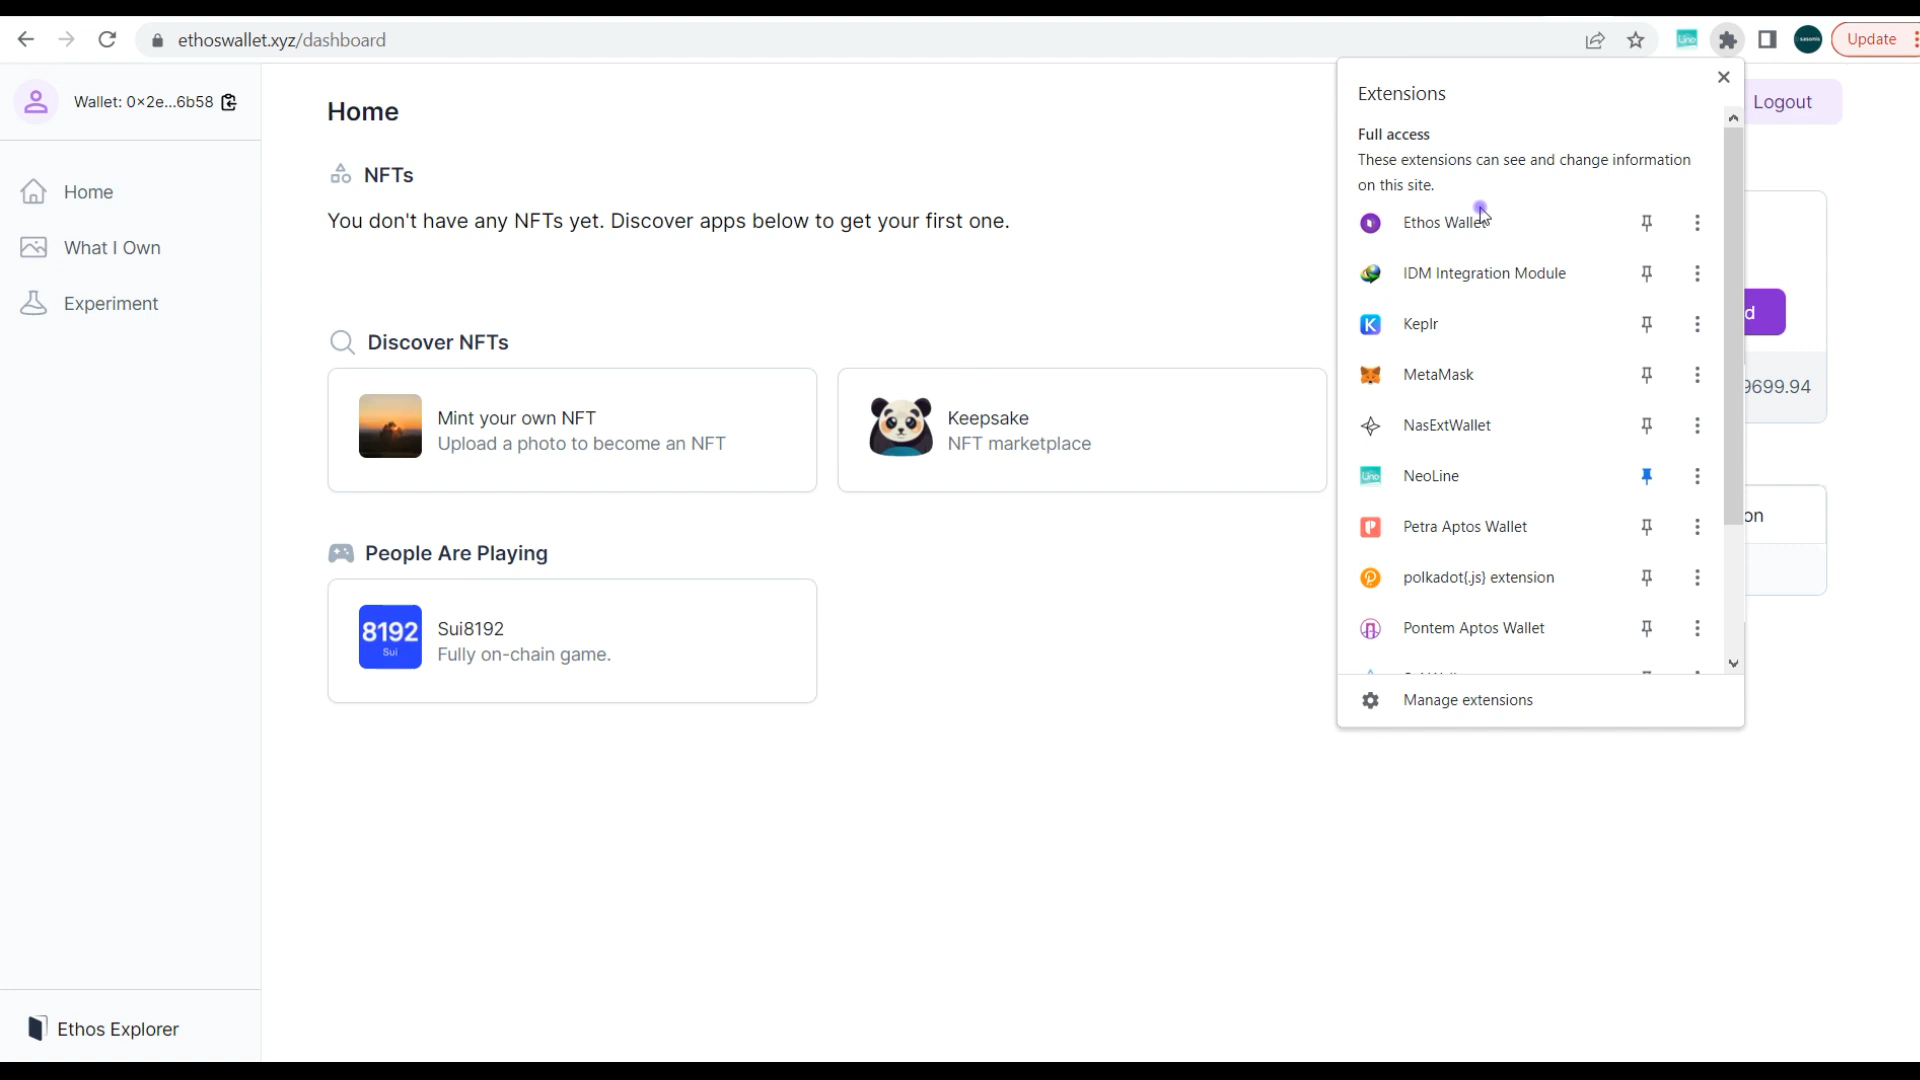 ethoswallet.xyz/dashboard
Update
Wallet: 0×2e...6b58
Home
What I Own
Experiment
Ethos Explorer
Home
NFTs
You don't have any NFTs yet. Discover apps below to get your first one.
Discover NFTs
Mint your own NFT
Upload a photo to become an NFT
Keepsake
NFT marketplace
People Are Playing
8192
Sui
Sui8192
Fully on-chain game.
Extensions
Full access
These extensions can see and change information
on this site.
Ethos Wallet
IDM Integration Module
Keplr
MetaMask
NasExtWallet
NeoLine
Petra Aptos Wallet
polkadot{.js} extension
Pontem Aptos Wallet
Manage extensions
Logout
d
9699.94
on